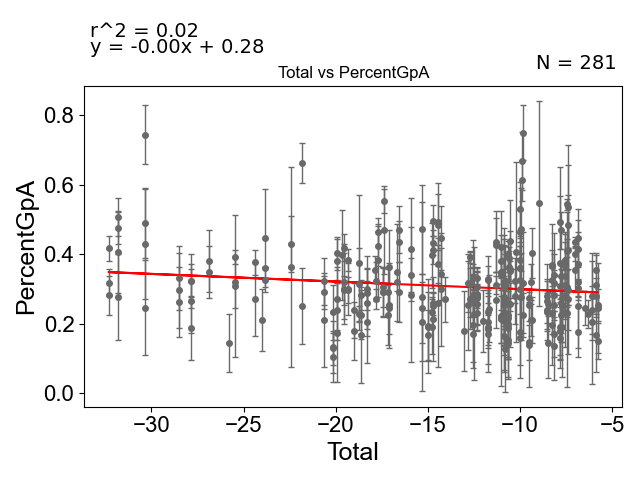 r^2 = 0.02
y = -0.00x + 0.28
N = 281
Total vs PercentGpA
PercentGpA
0.8
0.6
0.4
0.2
0.0
−30
−25
−20
−15
−10
−5
Total